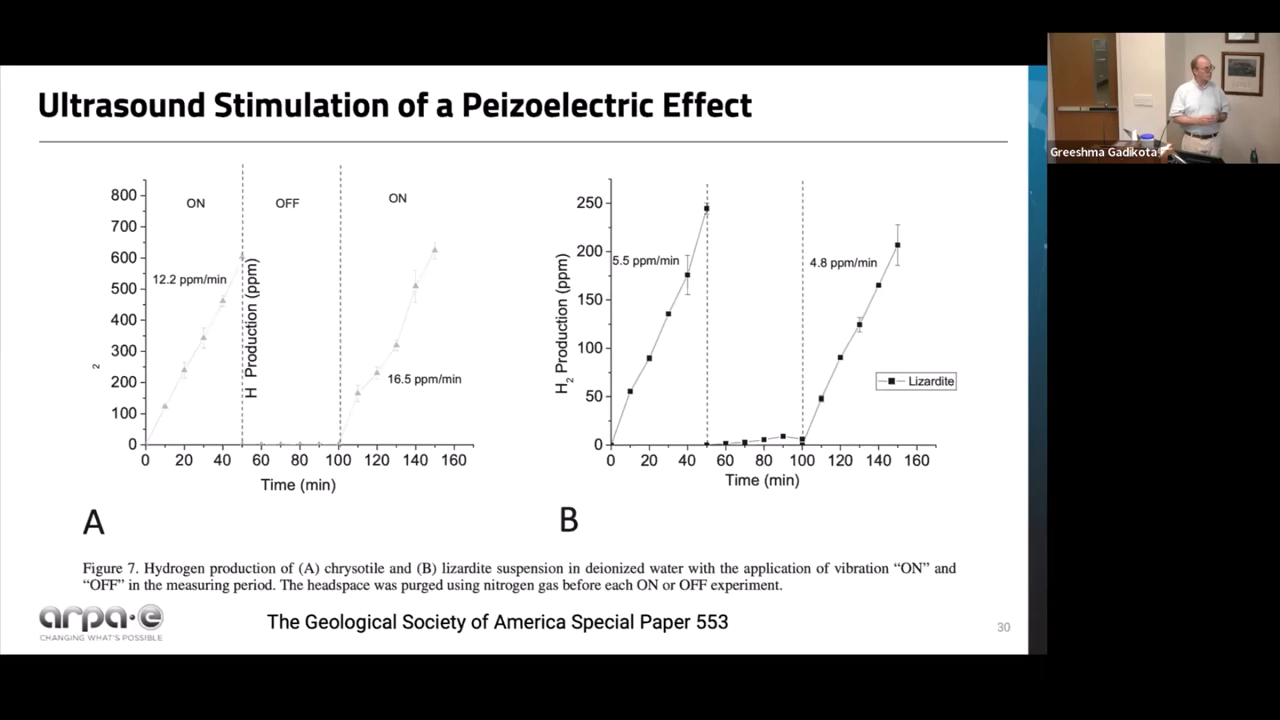 Ultrasound Stimulation of a Peizoelectric Effect
Greeshma Gadikota
800
700
600
500
400
300
200
100
0
2
H Production (ppm)
ON
OFF
ON
12.2 ppm/min
16.5 ppm/min
0 20 40 60 80 100 120 140 160
Time (min)
A
250
200
150
100
50
0
H2 Production (ppm)
5.5 ppm/min
4.8 ppm/min
Lizardite
0 20 40 60 80 100 120 140 160
Time (min)
B
Figure 7. Hydrogen production of (A) chrysotile and (B) lizardite suspension in deionized water with the application of vibration “ON” and
“OFF” in the measuring period. The headspace was purged using nitrogen gas before each ON or OFF experiment.
arpa·e
CHANGING WHAT'S POSSIBLE
The Geological Society of America Special Paper 553
30